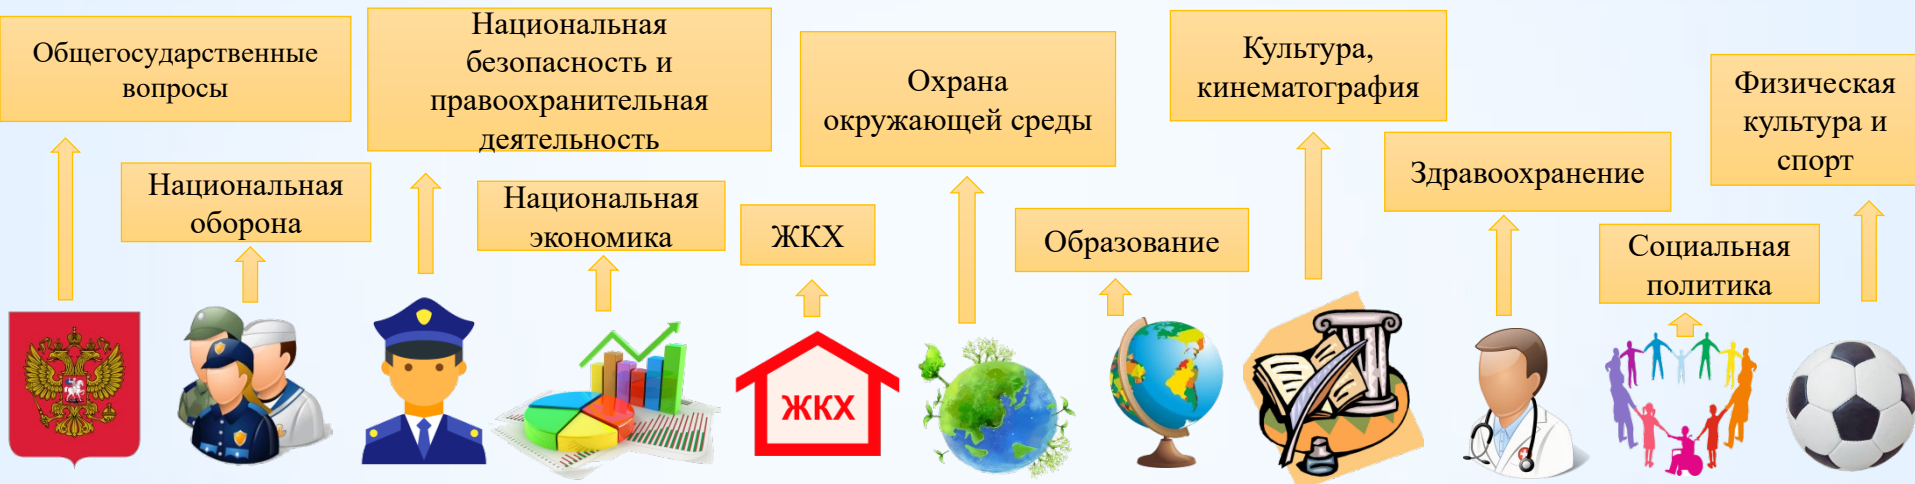 Общегосударственные
вопросы
Национальная
оборона
Национальная
безопасность и
правоохранительная
деятельность
Национальная
экономика
ЖКХ
ЖКХ
Охрана
окружающей среды
Образование
Культура,
кинематография
Здравоохранение
Социальная
политика
Физическая
культура и
спорт